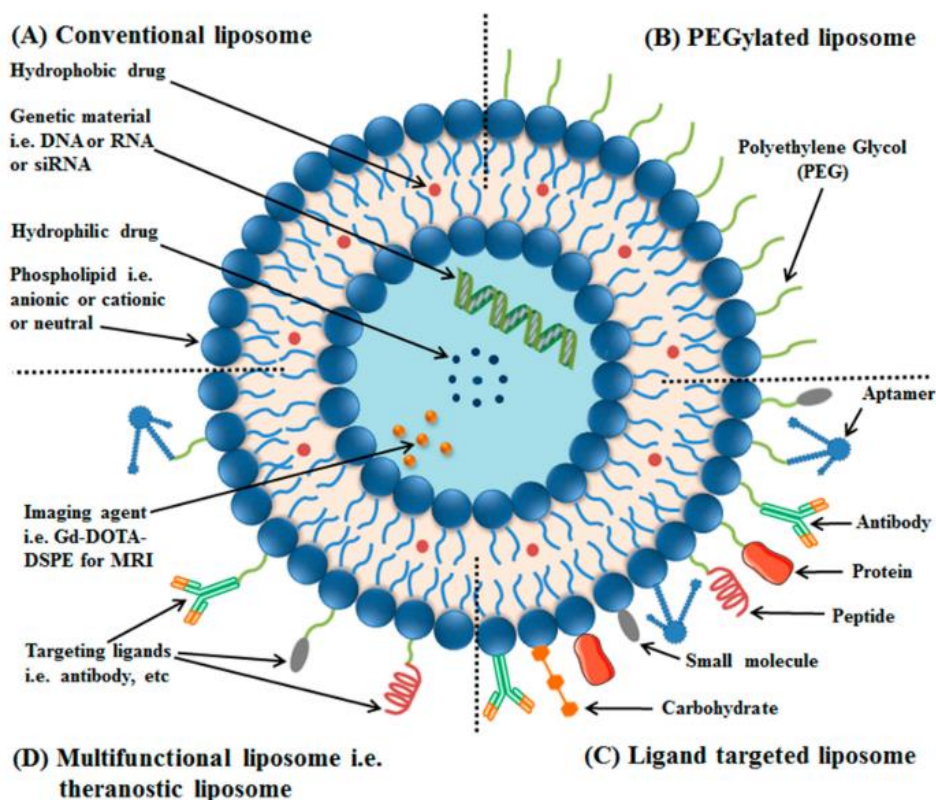 (A) Conventional liposome
(B) PEGylated liposome
Hydrophobic drug
Genetic material
i.e. DNA or RNA
or siRNA
Polyethylene Glycol
(PEG)
Hydrophilic drug
Phospholipid i.e.
anionic or cationic
or neutral
Aptamer
Imaging agent
i.e. Gd-DOTA-
DSPE for MRI
Antibody
Protein
Peptide
Targeting ligands
i.e. antibody, etc
Small molecule
Carbohydrate
(D) Multifunctional liposome i.e.
theranostic liposome
(C) Ligand targeted liposome